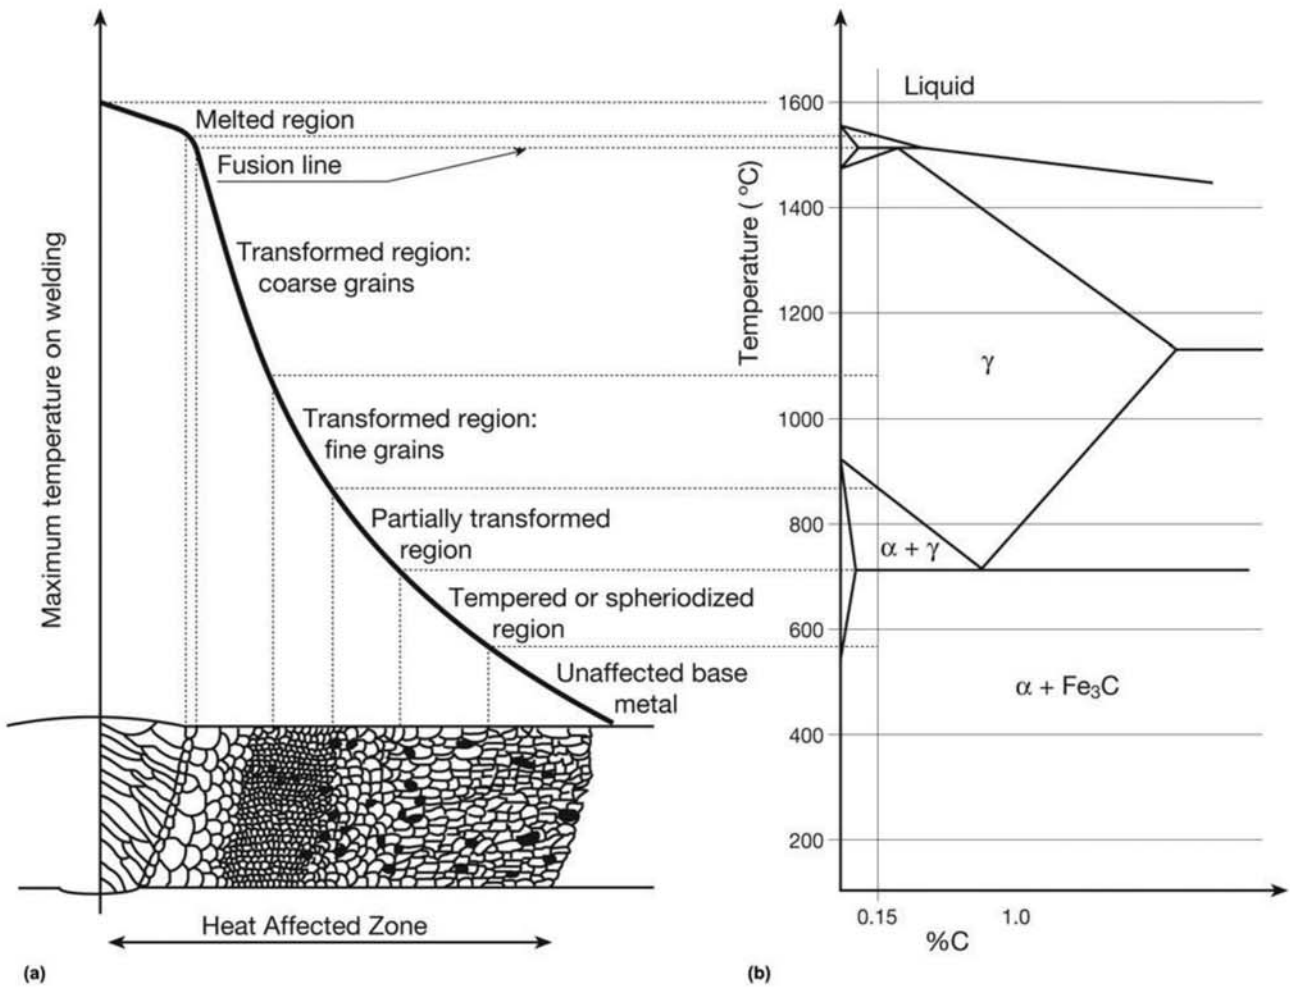 Maximum temperature on welding
Melted region
Fusion line
Transformed region:
coarse grains
Transformed region:
fine grains
Partially transformed
region
Tempered or spheriodized
region
Unaffected base
metal
Heat Affected Zone
(a)
Temperature ( °C)
1600
1400
1200
1000
800
600
400
200
Liquid
γ
α + γ
α + Fe₃C
0.15
1.0
%C
(b)